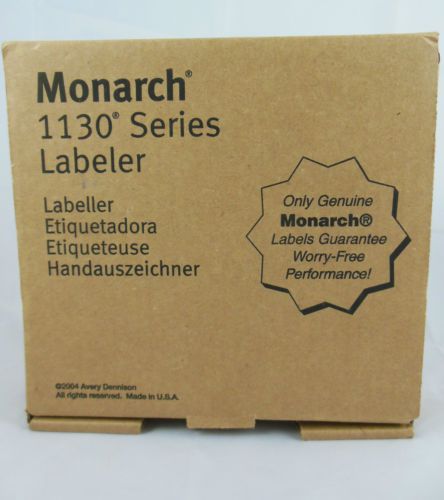 Monarch®
1130® Series
Labeler
Labeller
Etiquetadora
Etiqueteuse
Handauszeichner
Only Genuine
Monarch®
Labels Guarantee
Worry-Free
Performance!
©2004 Avery Dennison
All rights reserved. Made in U.S.A.